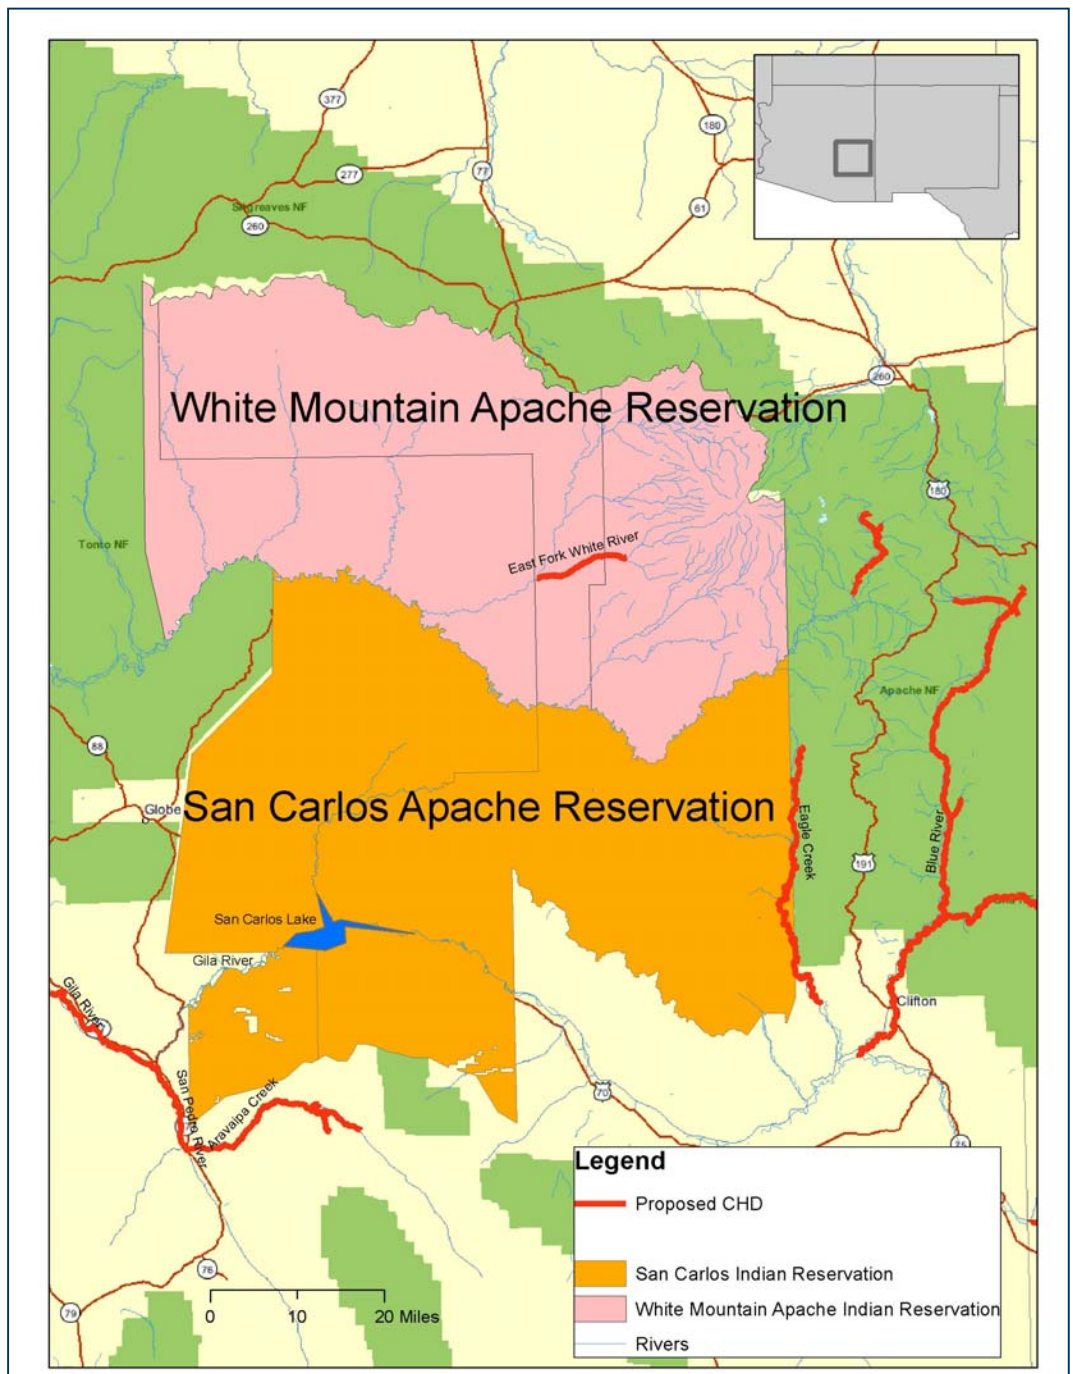 377
180
277
77
61
Sitgreaves NF
260
White Mountain Apache Reservation
260
180
Tonto NF
East Fork White River
Apache NF
88
Globe
San Carlos Apache Reservation
Eagle Creek
Blue River
191
San Carlos Lake
Gila River
Gila River
Clifton
San Pedro River
Aravaipa Creek
70
75
Legend
Proposed CHD
San Carlos Indian Reservation
White Mountain Apache Indian Reservation
Rivers
76
79
0 10 20 Miles